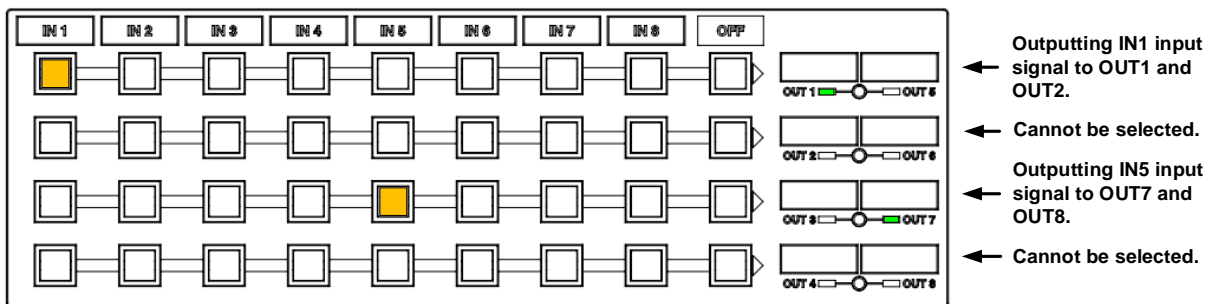 IN 1 IN 2 IN 3 IN 4 IN 5 IN 6 IN 7 IN 8 OFF
OUT 1 OUT 5
Outputting IN1 input
signal to OUT1 and
OUT2.
OUT 2 OUT 6
Cannot be selected.
OUT 3 OUT 7
Outputting IN5 input
signal to OUT7 and
OUT8.
OUT 4 OUT 8
Cannot be selected.